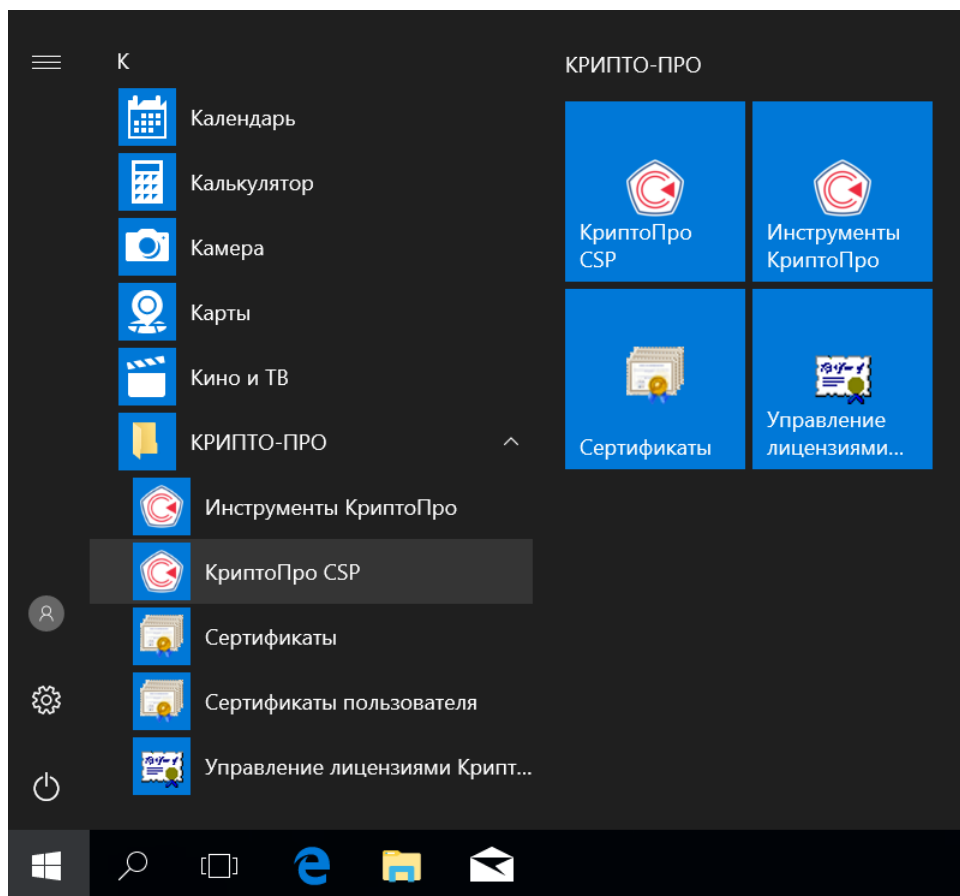 К
Календарь
Калькулятор
Камера
Карты
Кино и ТВ
КРИПТО-ПРО
Инструменты КриптоПро
КриптоПро CSP
Сертификаты
Сертификаты пользователя
Управление лицензиями Крипт...
КРИПТО-ПРО
КриптоПро
CSP
Инструменты
КриптоПро
Сертификаты
Управление
лицензиями...